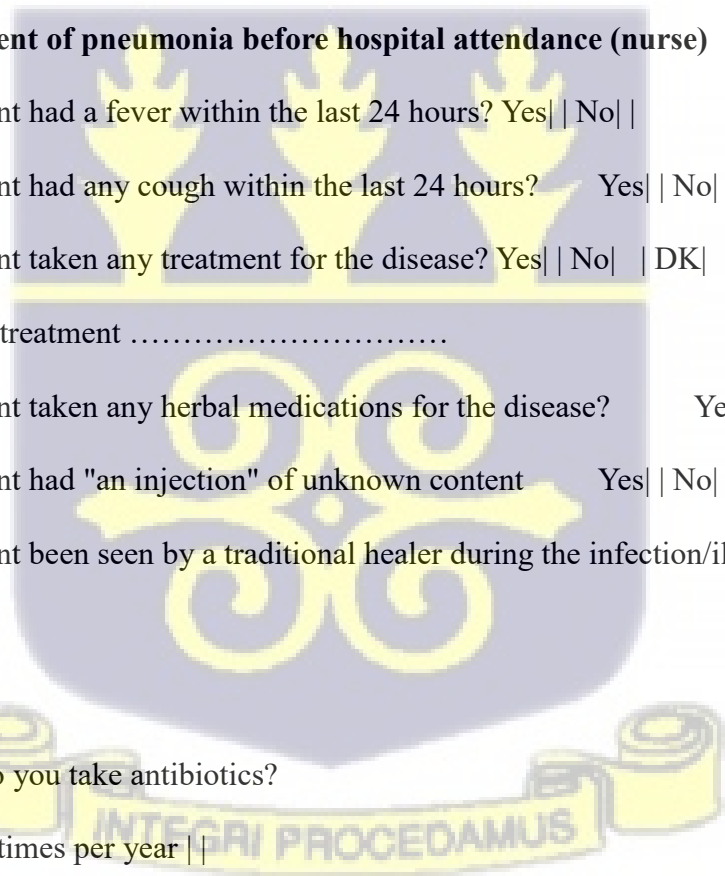 ent of pneumonia before hospital attendance (nurse)
nt had a fever within the last 24 hours? Yes| | No| |
nt had any cough within the last 24 hours? Yes| | No|
nt taken any treatment for the disease? Yes| | No| | DK|
treatment …………………………
nt taken any herbal medications for the disease? Ye
nt had "an injection" of unknown content Yes| | No|
nt been seen by a traditional healer during the infection/il
o you take antibiotics?
times per year | |
INTEGRI PROCEDAMUS